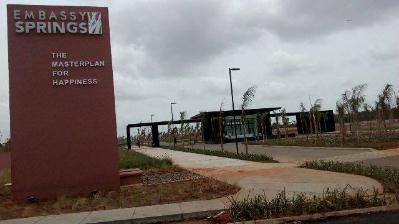 EMBASSY
SPRINGS
THE
MASTERPLAN
FOR
HAPPINESS